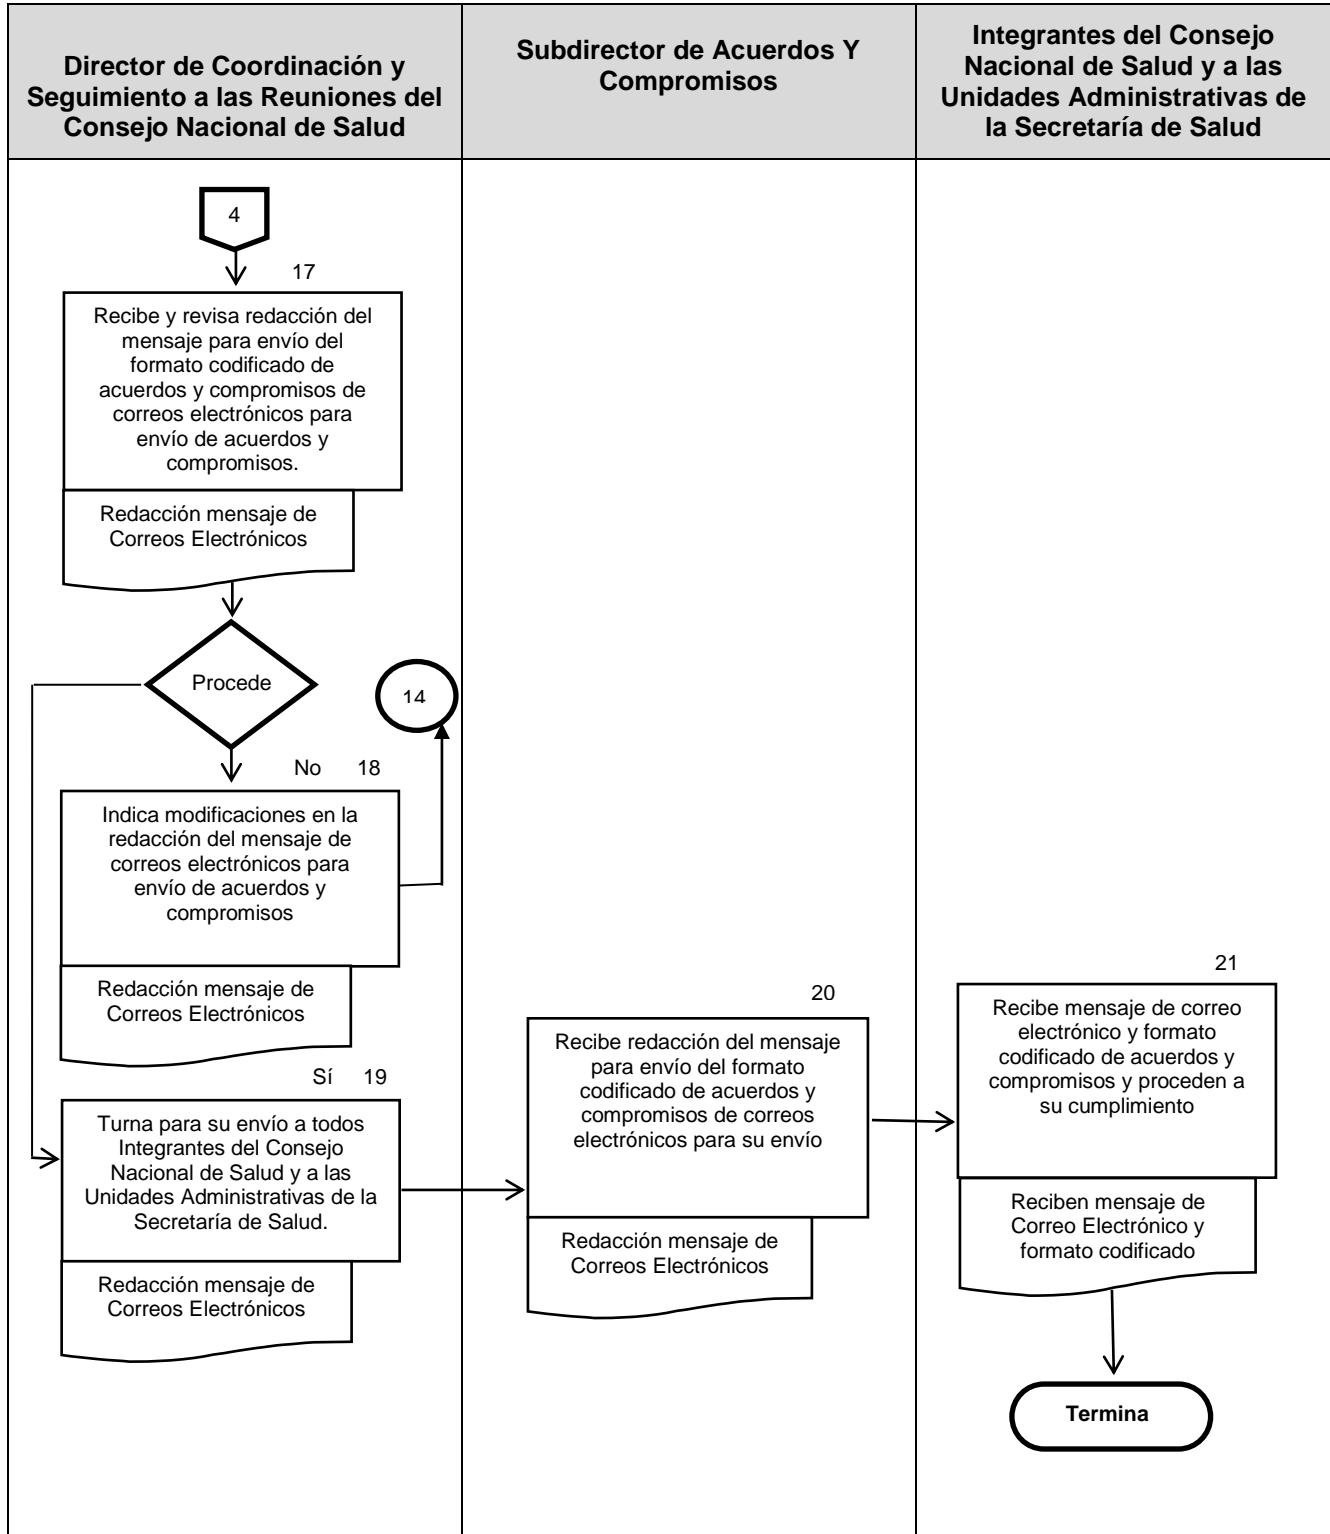 Director de Coordinación y
Seguimiento a las Reuniones del
Consejo Nacional de Salud
Subdirector de Acuerdos Y
Compromisos
Integrantes del Consejo
Nacional de Salud y a las
Unidades Administrativas de
la Secretaría de Salud
4
17
Recibe y revisa redacción del
mensaje para envío del
formato codificado de
acuerdos y compromisos de
correos electrónicos para
envío de acuerdos y
compromisos.
Redacción mensaje de
Correos Electrónicos
Procede
14
No 18
Indica modificaciones en la
redacción del mensaje de
correos electrónicos para
envío de acuerdos y
compromisos
Redacción mensaje de
Correos Electrónicos
Sí 19
Turna para su envío a todos
Integrantes del Consejo
Nacional de Salud y a las
Unidades Administrativas de la
Secretaría de Salud.
Redacción mensaje de
Correos Electrónicos
20
Recibe redacción del mensaje
para envío del formato
codificado de acuerdos y
compromisos de correos
electrónicos para su envío
Redacción mensaje de
Correos Electrónicos
21
Recibe mensaje de correo
electrónico y formato
codificado de acuerdos y
compromisos y proceden a
su cumplimiento
Reciben mensaje de
Correo Electrónico y
formato codificado
Termina